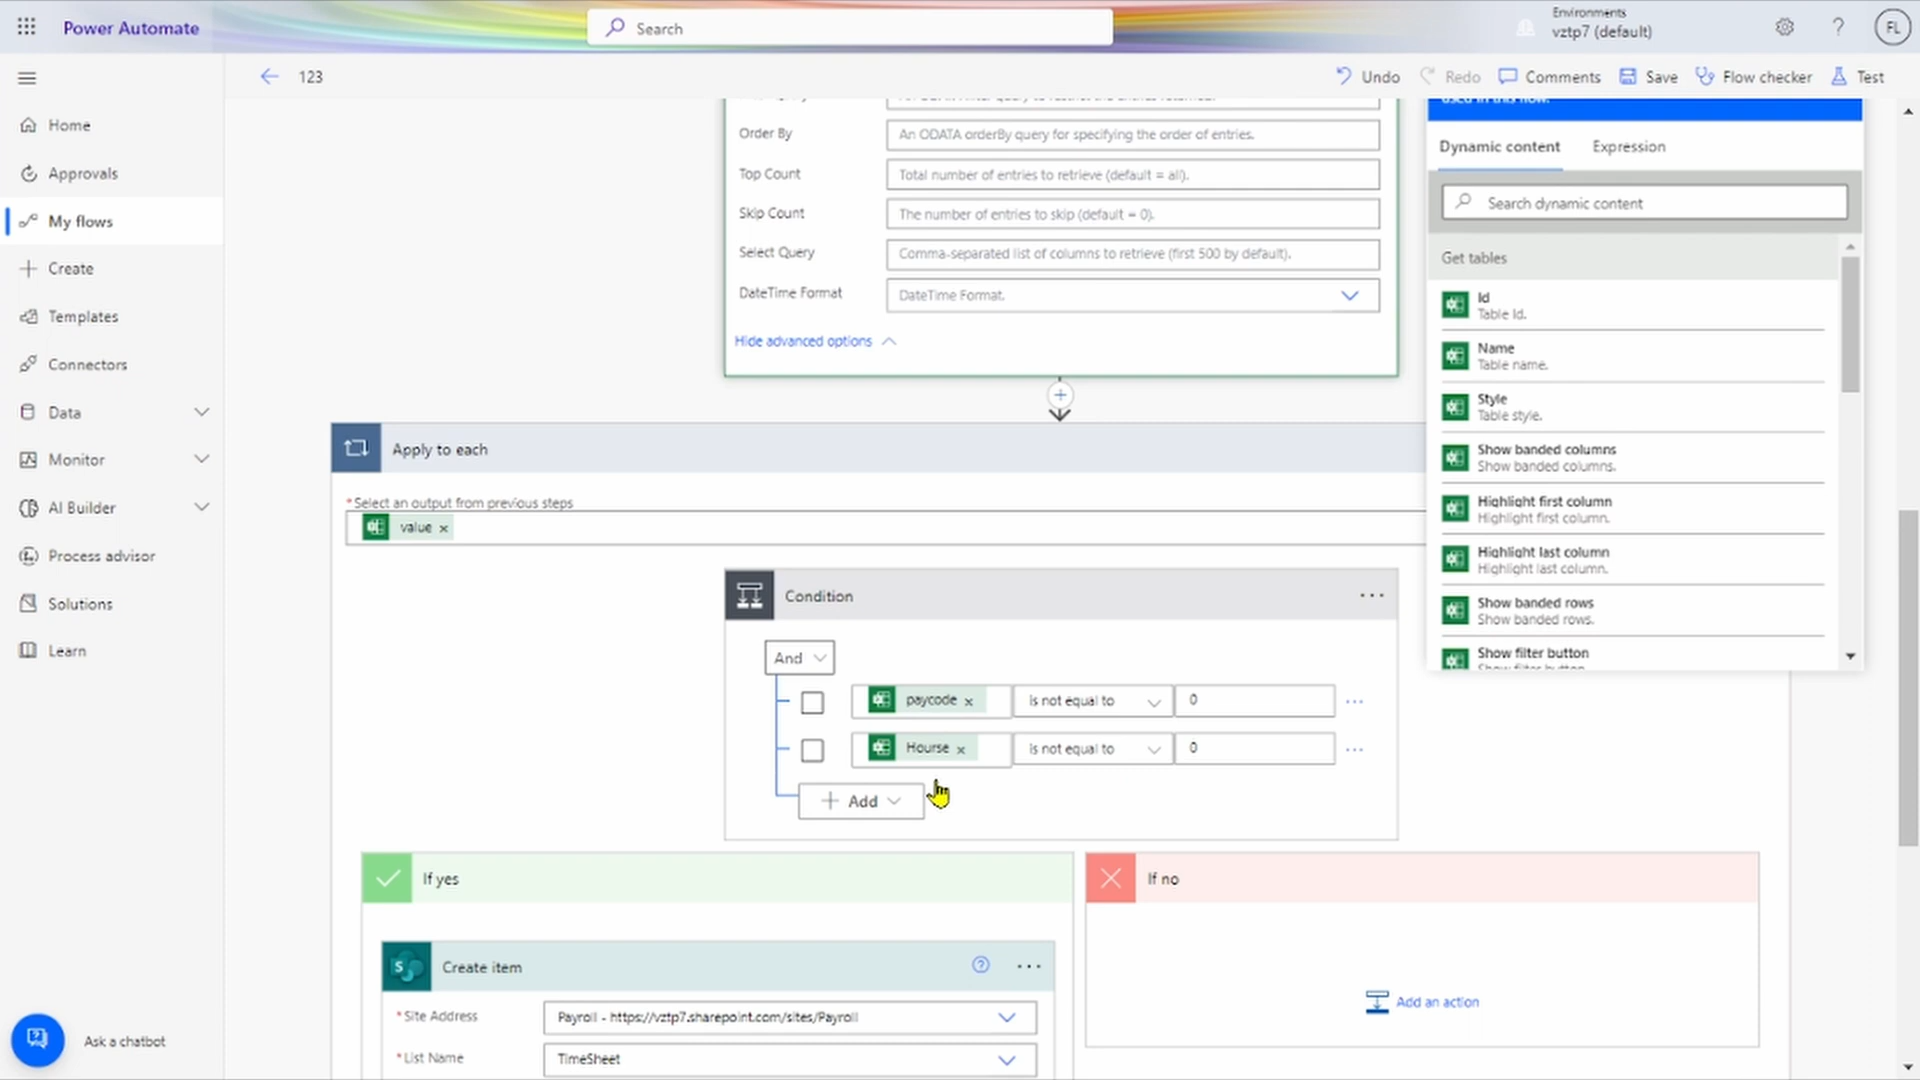 Power Automate
Search
Environments
vztp7 (default)
FL
123
Undo
Redo
Comments
Save
Flow checker
Test
Home
Approvals
My flows
Create
Templates
Connectors
Data
Monitor
AI Builder
Process advisor
Solutions
Learn
Ask a chatbot
Order By
An ODATA orderBy query for specifying the order of entries.
Top Count
Total number of entries to retrieve (default = all).
Skip Count
The number of entries to skip (default = 0).
Select Query
Comma-separated list of columns to retrieve (first 500 by default).
DateTime Format
DateTime Format.
Hide advanced options
Apply to each
*Select an output from previous steps
value ×
Condition
And
paycode × is not equal to 0
Hourse × is not equal to 0
Add
If yes
If no
Create item
*Site Address
Payroll - https://vztp7.sharepoint.com/sites/Payroll
*List Name
TimeSheet
Add an action
used in this flow.
Dynamic content
Expression
Search dynamic content
Get tables
Id
Table Id.
Name
Table name.
Style
Table style.
Show banded columns
Show banded columns.
Highlight first column
Highlight first column.
Highlight last column
Highlight last column.
Show banded rows
Show banded rows.
Show filter button
Show filter button